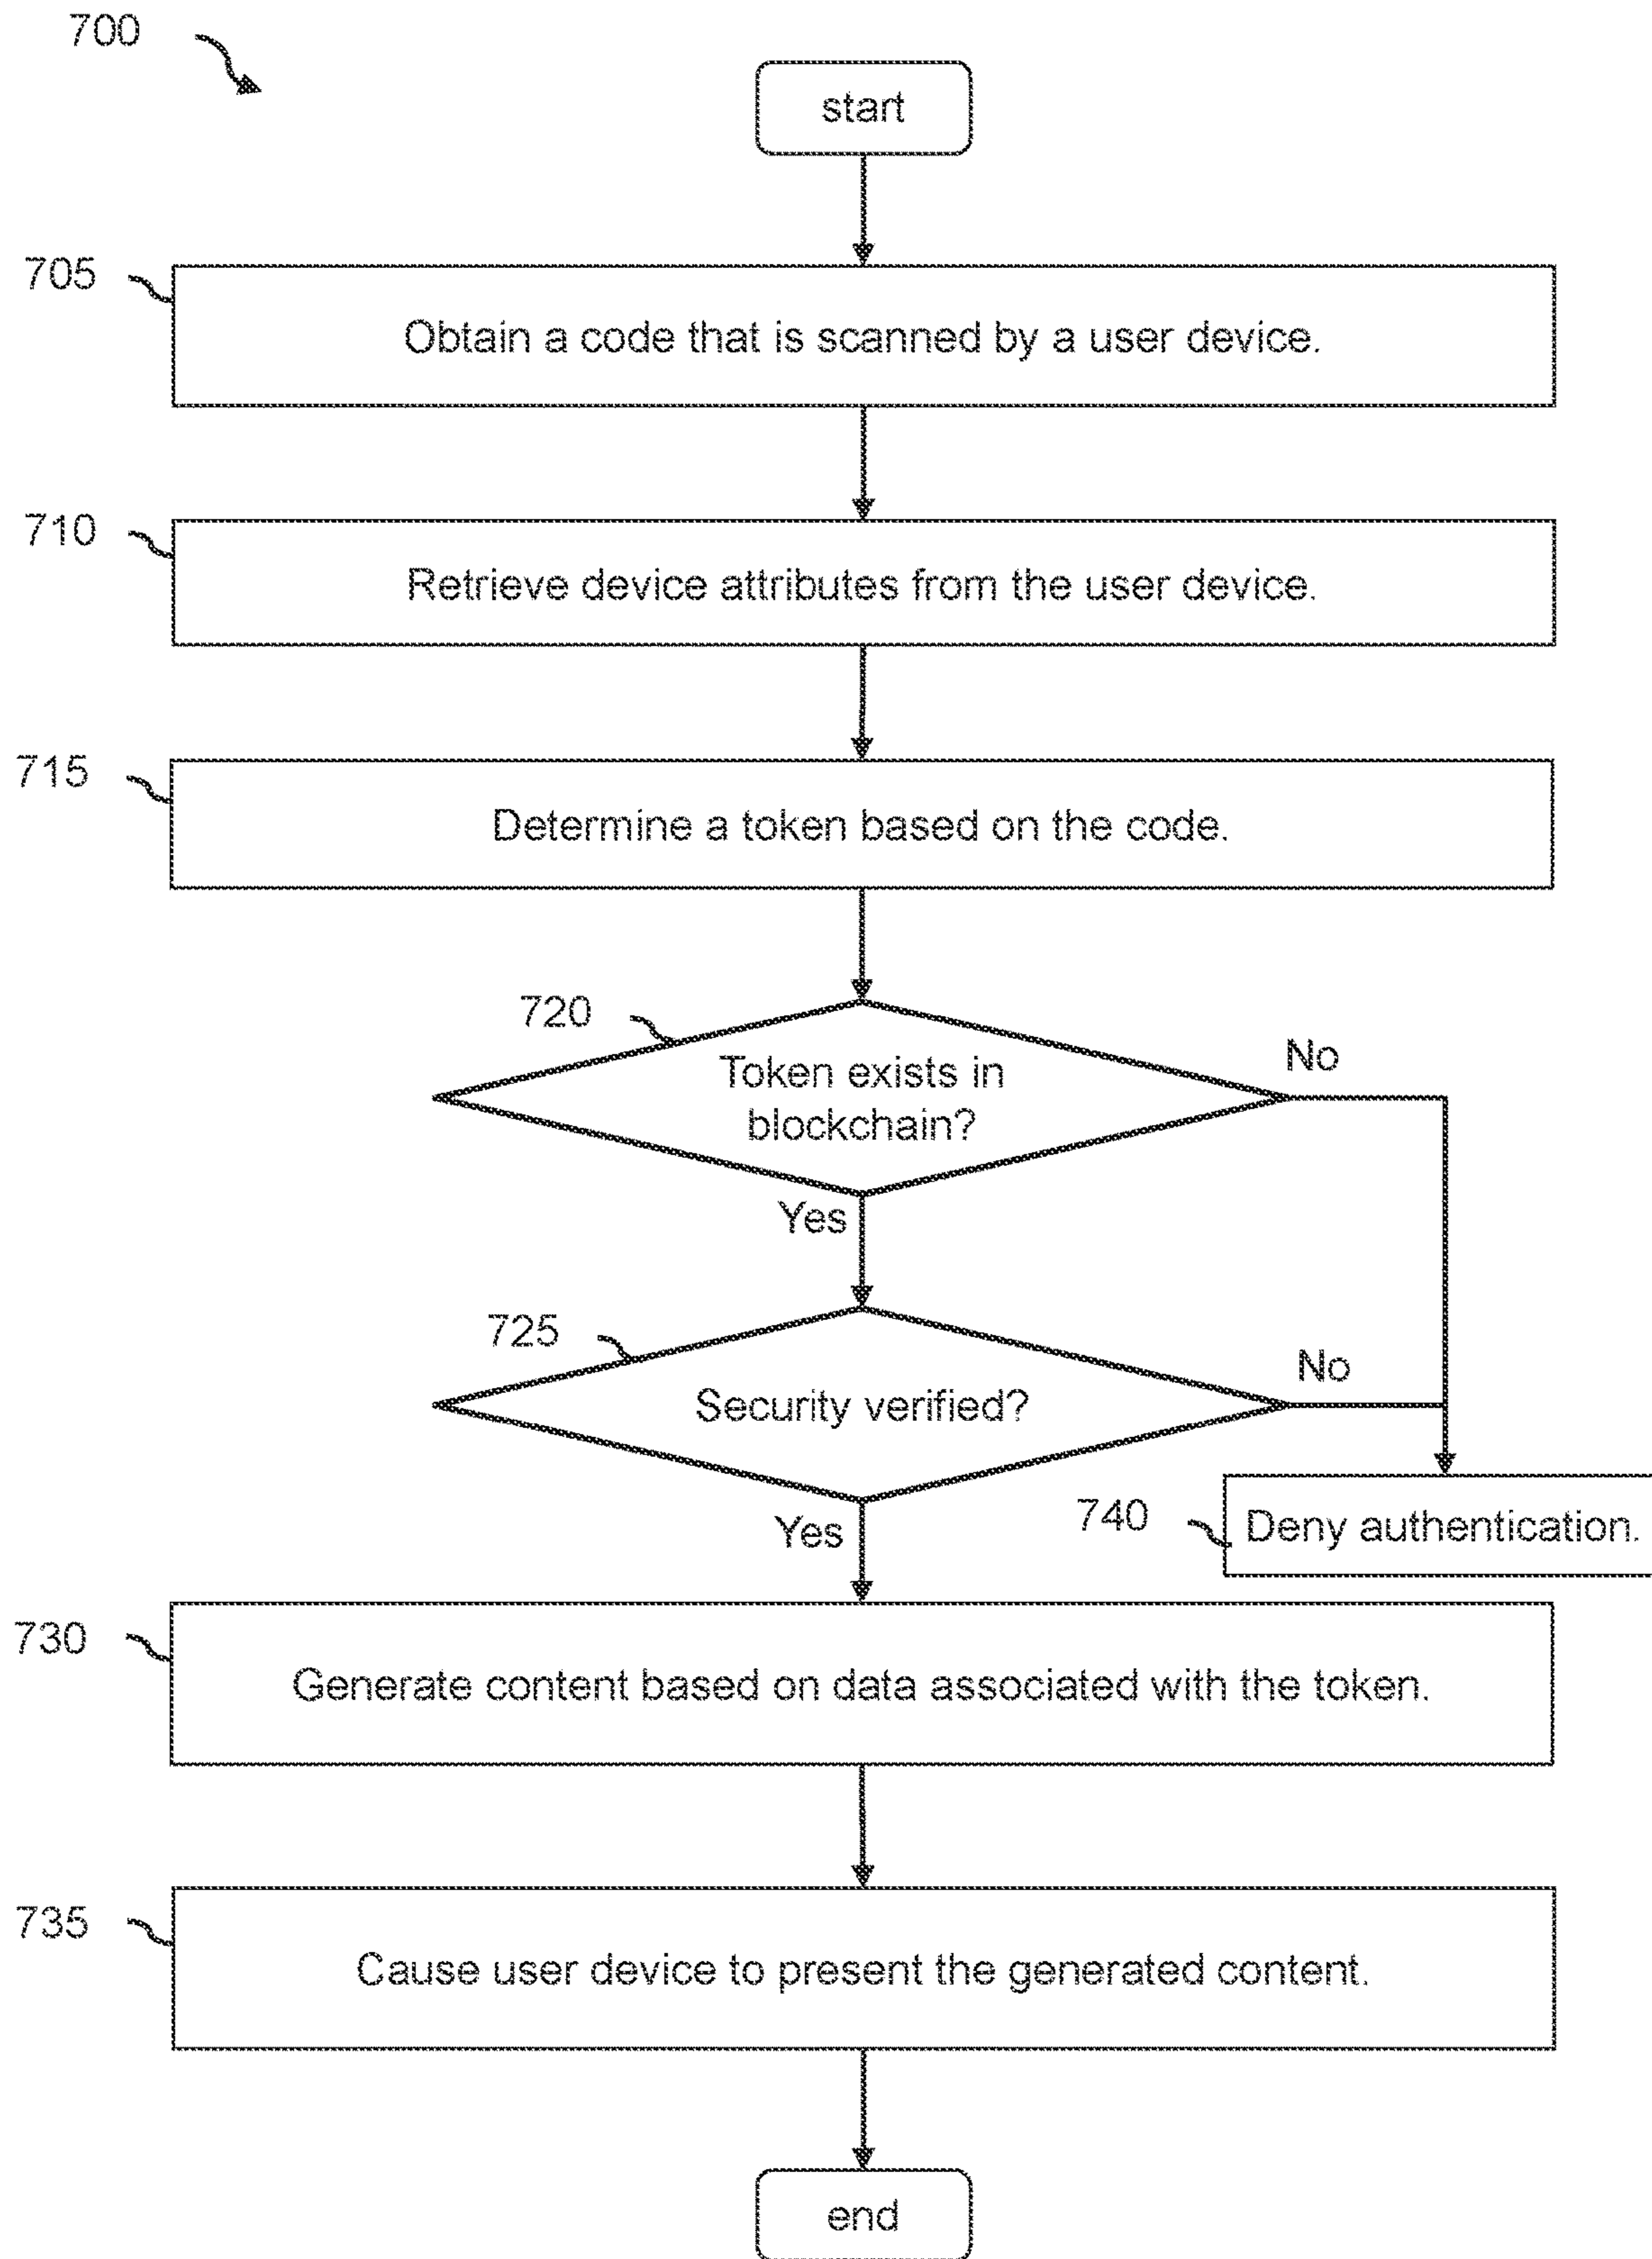 700
start
705
Obtain a code that is scanned by a user device.
710
Retrieve device attributes from the user device.
715
Determine a token based on the code.
720
Token exists in
blockchain?
No
Yes
725
Security verified?
No
Yes
740
Deny authentication.
730
Generate content based on data associated with the token.
735
Cause user device to present the generated content.
end